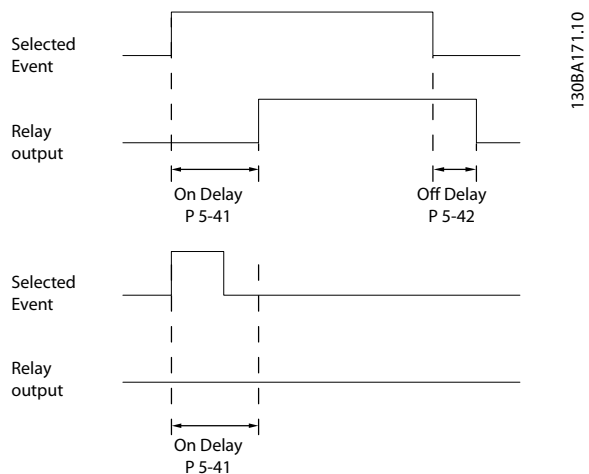 Selected
Event
Relay
output
On Delay
P 5-41
Off Delay
P 5-42
Selected
Event
Relay
output
On Delay
P 5-41
130BA171.10